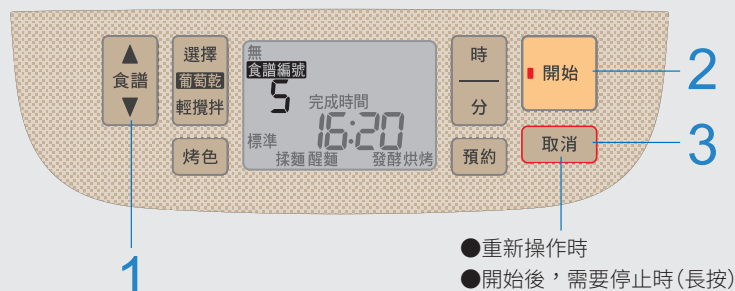 ▲
食譜
▼
選擇
葡萄乾
輕攪拌
烤色
無
食譜編號
5
完成時間
16:20
標準
揉麵 醒麵 發酵 烘烤
時
分
預約
開始
取消
1
2
3
●重新操作時
●開始後，需要停止時(長按)